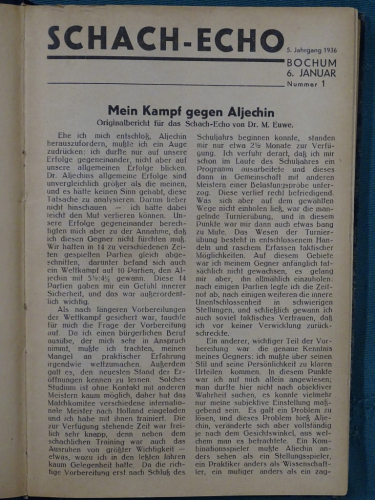 SCHACH-ECHO
5. Jahrgang 1936
BOCHUM
6. JANUAR
Nummer 1
Mein Kampf gegen Aljechin
Originalbericht für das Schach-Echo von Dr. M. Euwe.
Ehe ich mich entschloß, Aljechin
herauszufordern, mußte ich ein Auge
zudrücken: ich durfte nur auf unsere
Erfolge gegeneinander, nicht aber auf
unsere allgemeinen Erfolge blicken.
Dr. Aljechins allgemeine Erfolge sind
unvergleichlich größer als die meinen,
und es hätte keinen Sinn gehabt, diese
Tatsache zu analysieren. Darum lieber
nicht hinschauen — ich hätte dabei
leicht den Mut verlieren können. Un-
sere Erfolge gegeneinander berech-
tigten mich aber zu der Annahme, daß
ich diesen Gegner nicht fürchten muß.
Wir hatten in 14 zu verschiedenen Zei-
ten gespielten Partien gleich abge-
schnitten, darunter befand sich auch
ein Wettkampf auf 10 Partien, den Al-
jechin mit 5½:4½ gewann. Diese 14
Partien gaben mir ein Gefühl innerer
Sicherheit, und das war außerordent-
lich wichtig.
Als nach längeren Vorbereitungen
der Wettkampf gesichert war, tauchte
für mich die Frage der Vorbereitung
auf. Da ich einen bürgerlichen Beruf
ausübe, der mich sehr in Anspruch
nimmt, mußte ich trachten, meinen
Mangel an praktischer Erfahrung
irgendwie wettzumachen. Außerdem
galt es, den neuesten Stand der Er-
öffnungen kennen zu lernen. Solches
Studium ist ohne Kontakt mit anderen
Meistern kaum möglich, daher hat das
Matchkomitee verschiedene internatio-
nale Meister nach Holland eingeladen
und ich habe mit ihnen trainiert. Die
zur Verfügung stehende Zeit war frei-
lich sehr knapp, denn neben dem
schachlichen Training war auch das
Ausruhen von größter Wichtigkeit —
etwas, wozu ich in den letzten Jahren
kaum Gelegenheit hatte. Da die rich-
tige Vorbereitung erst nach Schluß des
Schuljahrs beginnen konnte, standen
mir nur etwa 2½ Monate zur Verfü-
gung. Ich verfuhr derart, daß ich mir
schon im Laufe des Schuljahres ein
Programm ausarbeitete und dieses
dann in Gemeinschaft mit anderen
Meistern einer Belastungsprobe unter-
zog. Diese verlief recht befriedigend.
Was sich aber auf dem gewählten
Wege nicht einholen ließ, war die man-
gelnde Turnierübung, und in diesem
Punkte war mir dann auch etwas bang
zu Mute. Das Wesen der Turnier-
übung besteht in entschlossenem Han-
deln und raschem Erfassen taktischer
Möglichkeiten. Auf diesem Gebiete
war ich meinem Gegner anfänglich tat-
sächlich nicht gewachsen, es gelang
mir aber, ihn allmählich einzuholen:
nach einigen Partien legte ich die Zeit-
not ab, nach einigen weiteren die innere
Unentschlossenheit in schwierigen
Stellungen, und schließlich gewann ich
auch soviel taktisches Vertrauen, daß
ich vor keiner Verwicklung zurück-
schreckte.
Ein anderer, wichtiger Teil der Vor-
bereitung war die genaue Kenntnis
meines Gegners: ich mußte über seinen
Stil und seine Persönlichkeit zu klaren
Urteilen kommen. In diesem Punkte
war ich auf mich allein angewiesen;
man durfte hier nicht nach objektiver
Wahrheit suchen, es konnte vielmehr
nur meine subjektive Einstellung maß-
gebend sein. Es galt ein Problem zu
lösen, und dieses Problem hieß Aljechin,
veränderte sich aber vollständig
je nach dem Gesichtswinkel, aus wel-
chem man es betrachtete. Ein Kom-
binationsspieler mußte Aljechin an-
ders sehen als ein Stellungsspieler,
ein Praktiker anders als Wissenschaft-
ler, ein mutiger anders als ein zag-